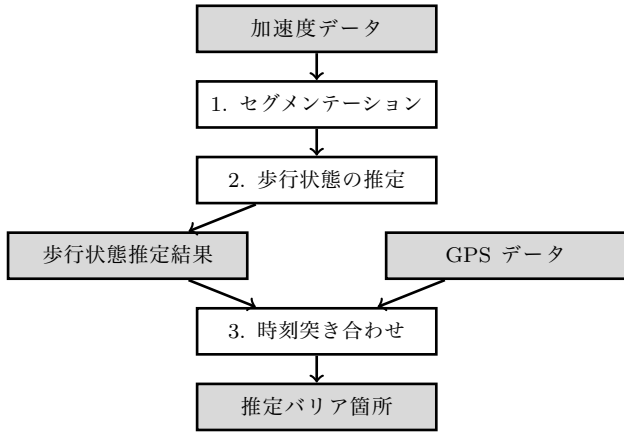 加速度データ
1. セグメンテーション
2. 歩行状態の推定
歩行状態推定結果
GPS データ
3. 時刻突き合わせ
推定バリア箇所